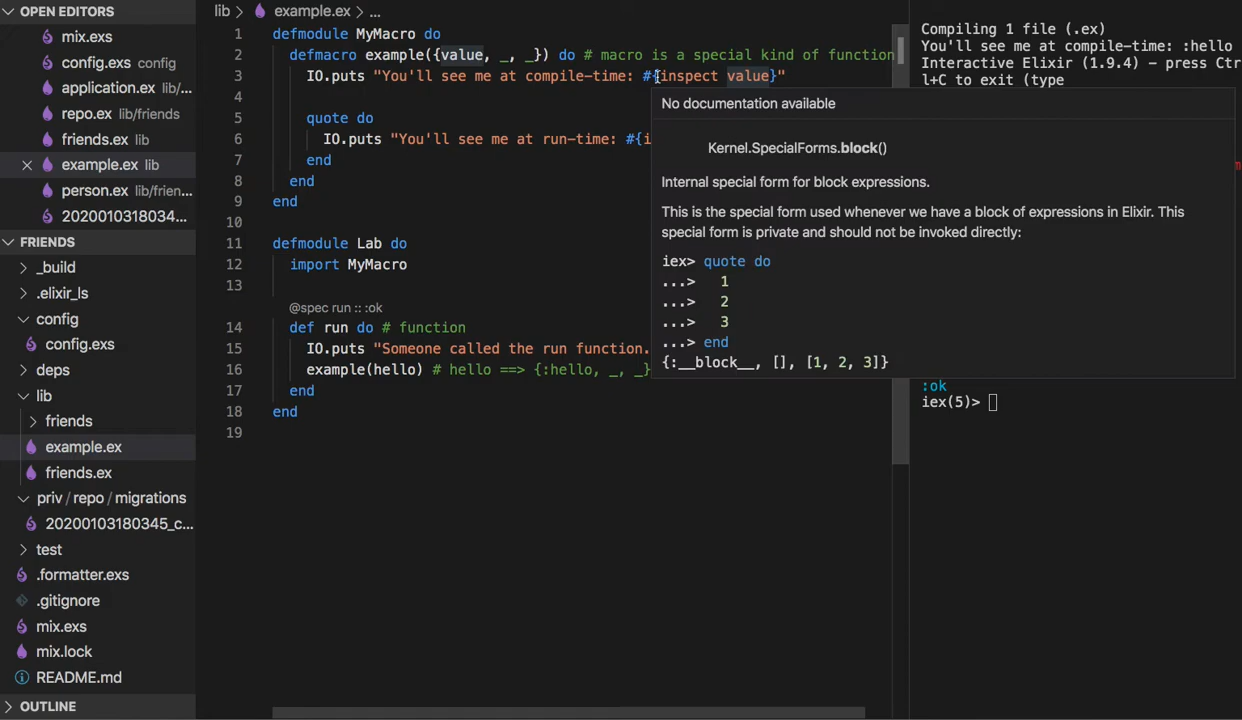 OPEN EDITORS
mix.exs
config.exs lib
application.ex lib/friends
repo.ex lib/friends
friends.ex lib
example.ex lib
person.ex lib/frien...
2020010318034...
FRIENDS
_build
.elixir_ls
config
config.exs
deps
lib
friends
example.ex
friends.ex
priv / repo / migrations
20200103180345_c...
test
.formatter.exs
.gitignore
mix.exs
mix.lock
README.md
OUTLINE
lib > example.ex > ...
1 defmodule MyMacro do
2 defmacro example({value, _, _}) do # macro is a special kind of function
3 IO.puts "You'll see me at compile-time: #{inspect value}"
4
5 quote do
6 IO.puts "You'll see me at run-time: #{i
7 end
8 end
9 end
10
11 defmodule Lab do
12 import MyMacro
13
@spec run :: :ok
14 def run do # function
15 IO.puts "Someone called the run function.
16 example(hello) # hello ==> {:hello, _, _}
17 end
18 end
19
No documentation available
Kernel.SpecialForms.block()
Internal special form for block expressions.
This is the special form used whenever we have a block of expressions in Elixir. This
special form is private and should not be invoked directly:
iex> quote do
...> 1
...> 2
...> 3
...> end
{:__block__, [], [1, 2, 3]}
Compiling 1 file (.ex)
You'll see me at compile-time: :hello
Interactive Elixir (1.9.4) - press Ctr
l+C to exit (type
:ok
iex(5)>